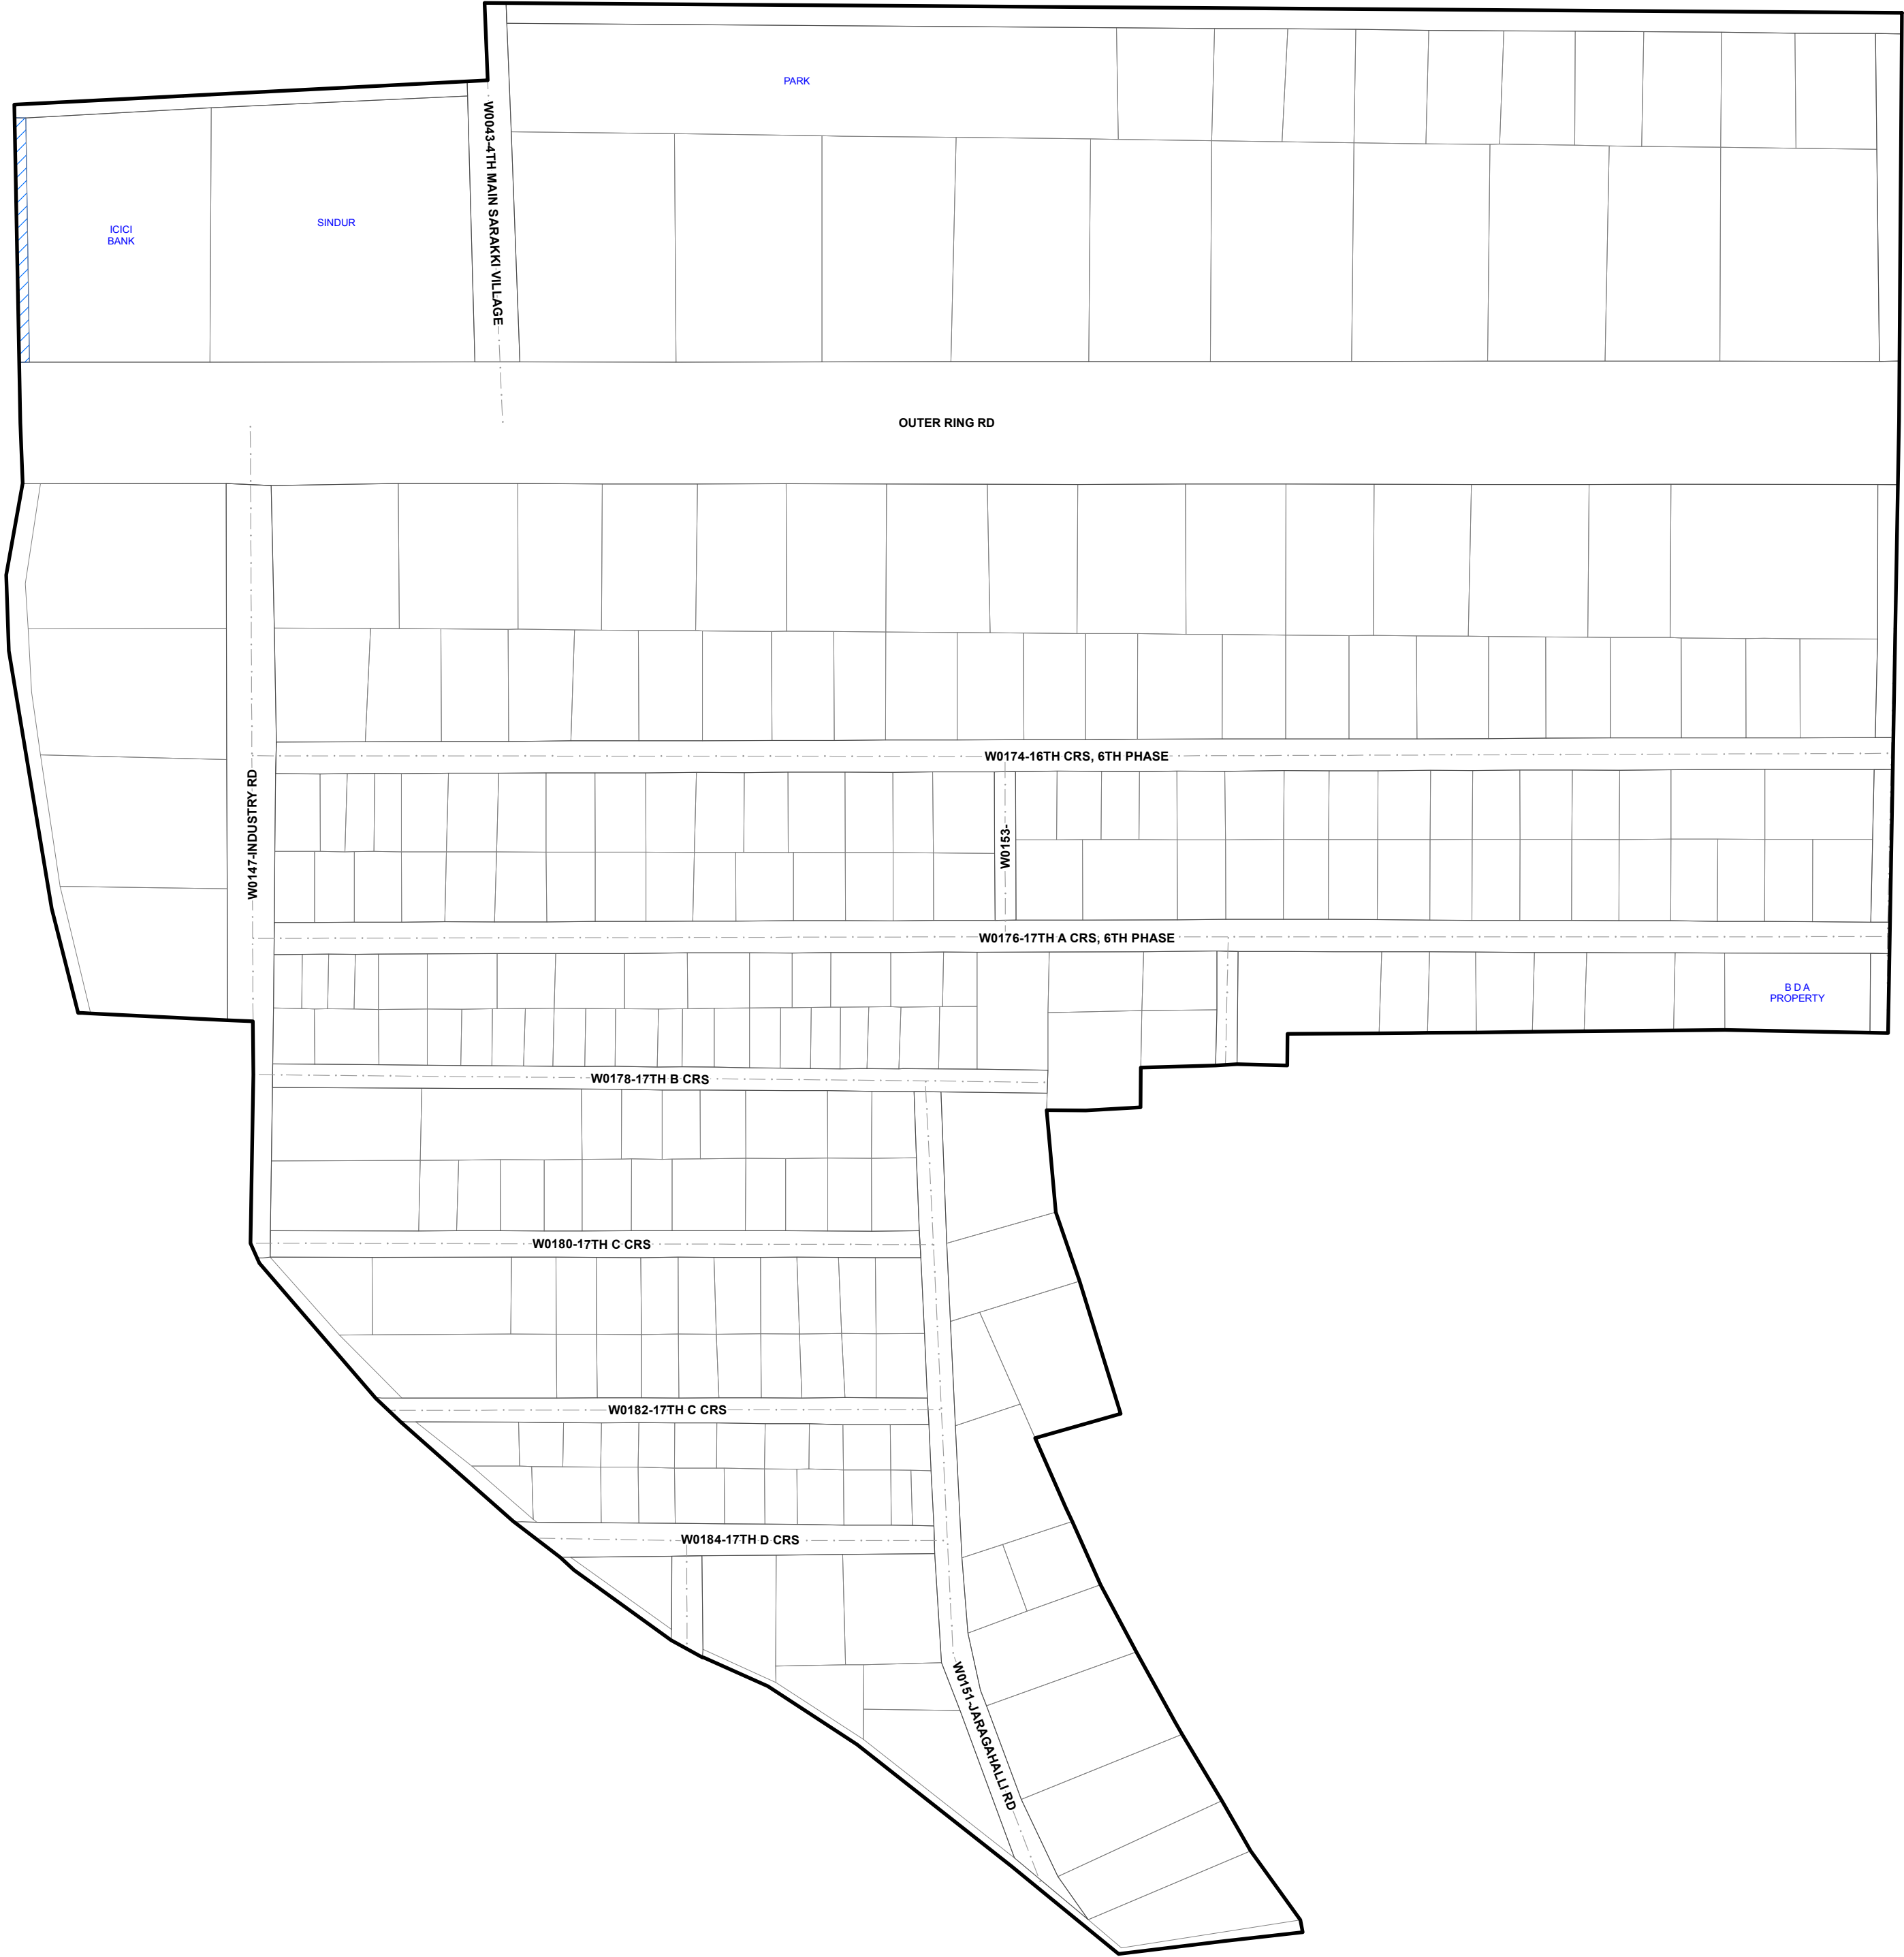 PARK
W0043-4TH MAIN SARAKKI VILLAGE
SINDUR
ICICI
BANK
OUTER RING RD
W0174-16TH CRS, 6TH PHASE
W0147-INDUSTRY RD
W0153-
W0176-17TH A CRS, 6TH PHASE
B D A
PROPERTY
W0178-17TH B CRS
W0180-17TH C CRS
W0182-17TH C CRS
W0184-17TH D CRS
W0151-JARAGAHALLI RD